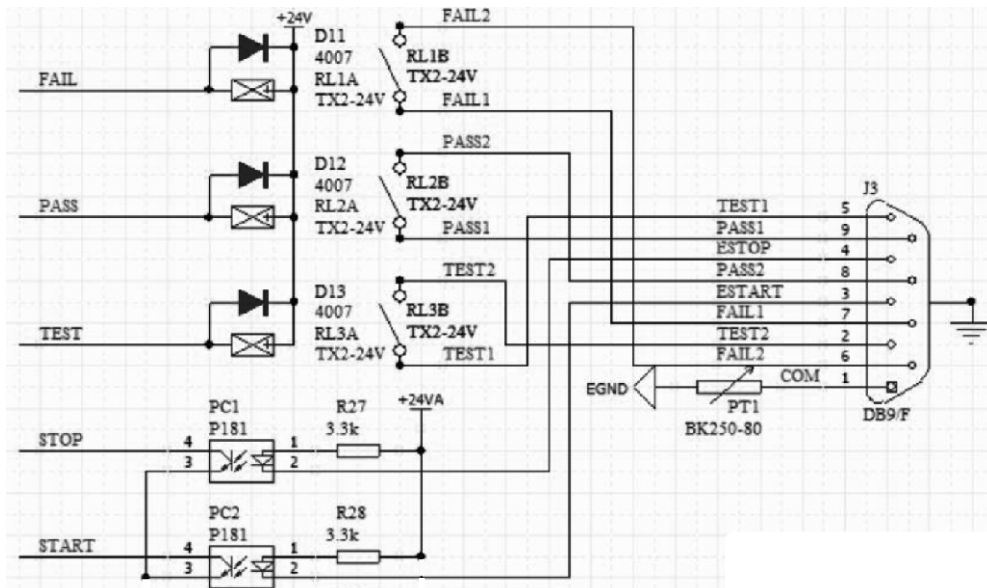 +24V
FAIL2
D11
4007
RL1B
TX2-24V
FAIL
RL1A
TX2-24V
FAIL1
PASS2
D12
4007
RL2B
TX2-24V
PASS
RL2A
TX2-24V
PASS1
J3
TEST1 5
PASS1 9
ESTOP 4
PASS2 8
ESTART 3
FAIL1 7
TEST2 2
FAIL2 6
COM 1
TEST2
D13
4007
RL3B
TX2-24V
TEST
RL3A
TX2-24V
TEST1
EGND
PT1
BK250-80
DB9/F
+24VA
PC1
P181
R27
3.3k
STOP
4 1
3 2
PC2
P181
R28
3.3k
START
4 1
3 2